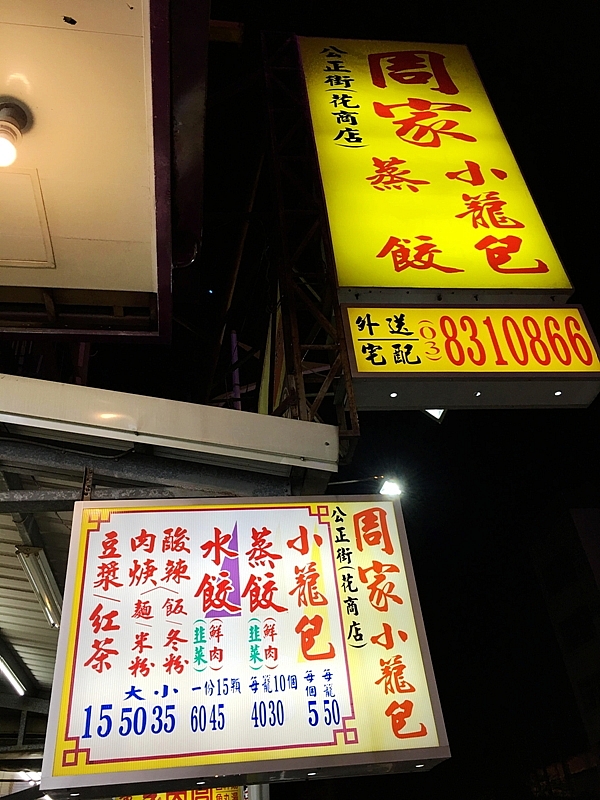 周家
公正街(花商店)
小籠包
蒸餃
外送
宅配
(03)8310866
周家小籠包
公正街(花商店)
小籠包
每個 每籠
5 50
蒸餃(鮮肉)(韮菜)
每籠10個
40 30
水餃(鮮肉)(韮菜)
一份15顆
60 45
酸辣
肉焿
飯/冬粉
麵/米粉
大 小
50 35
豆漿/紅茶
15